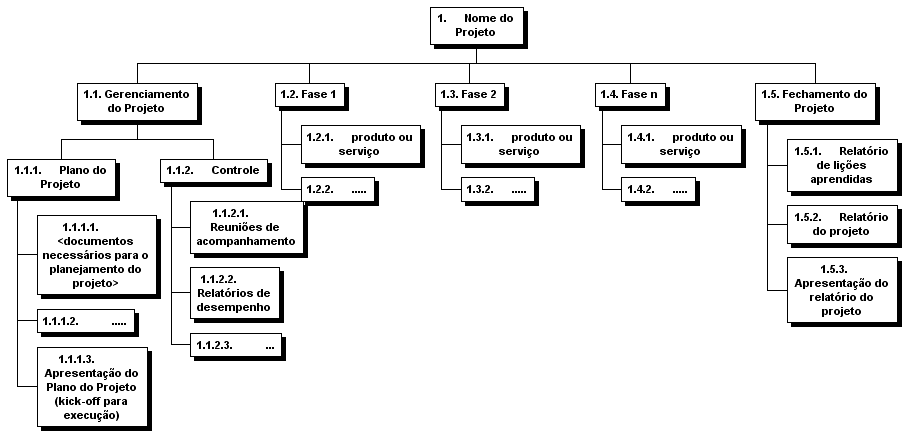 1. Nome do
Projeto
1.1. Gerenciamento
do Projeto
1.1.1. Plano do
Projeto
1.1.1.1.
<documentos
necessários para o
planejamento do
projeto>
1.1.1.2. .....
1.1.1.3.
Apresentação do
Plano do Projeto
(kick-off para
execução)
1.1.2. Controle
1.1.2.1.
Reuniões de
acompanhamento
1.1.2.2.
Relatórios de
desempenho
1.1.2.3. ...
1.2. Fase 1
1.2.1. produto ou
serviço
1.2.2. .....
1.3. Fase 2
1.3.1. produto ou
serviço
1.3.2. .....
1.4. Fase n
1.4.1. produto ou
serviço
1.4.2. .....
1.5. Fechamento do
Projeto
1.5.1. Relatório
de lições
aprendidas
1.5.2. Relatório
do projeto
1.5.3.
Apresentação do
relatório do
projeto